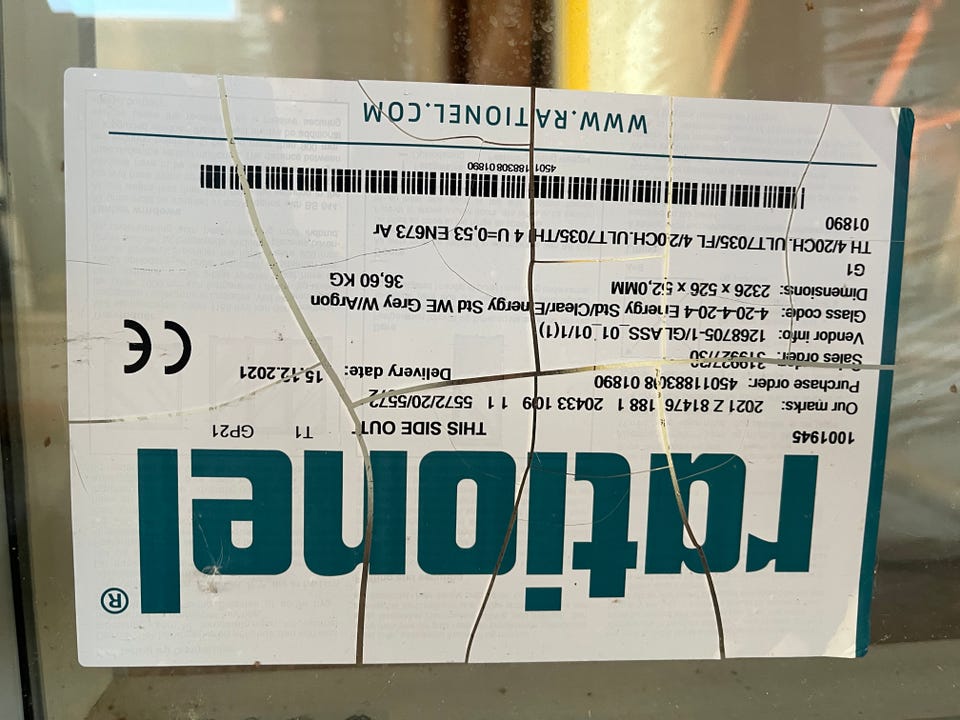 rationel®
1001945 THIS SIDE OUT T1 GP21
Our marks: 2021 Z 81476 188 1 20433 109 1 1 5572/20/5572
Purchase order: 4501188308 01890 Delivery date: 15.12.2021
Sales order: 319927/30
Vendor info: 1268705-1/GLASS_01_01/1(1)
Glass code: 4-20-4-20-4 Energy Std/Clear/Energy Std WE Grey W/Argon
Dimensions: 2326 x 526 x 52,0MM 36,60 KG
G1
TH 4/20CH.ULT7035/FL 4/20CH.ULT7035/TH 4 U=0,53 EN673 Ar
01890
CE
4501188308 01890
WWW.RATIONEL.COM